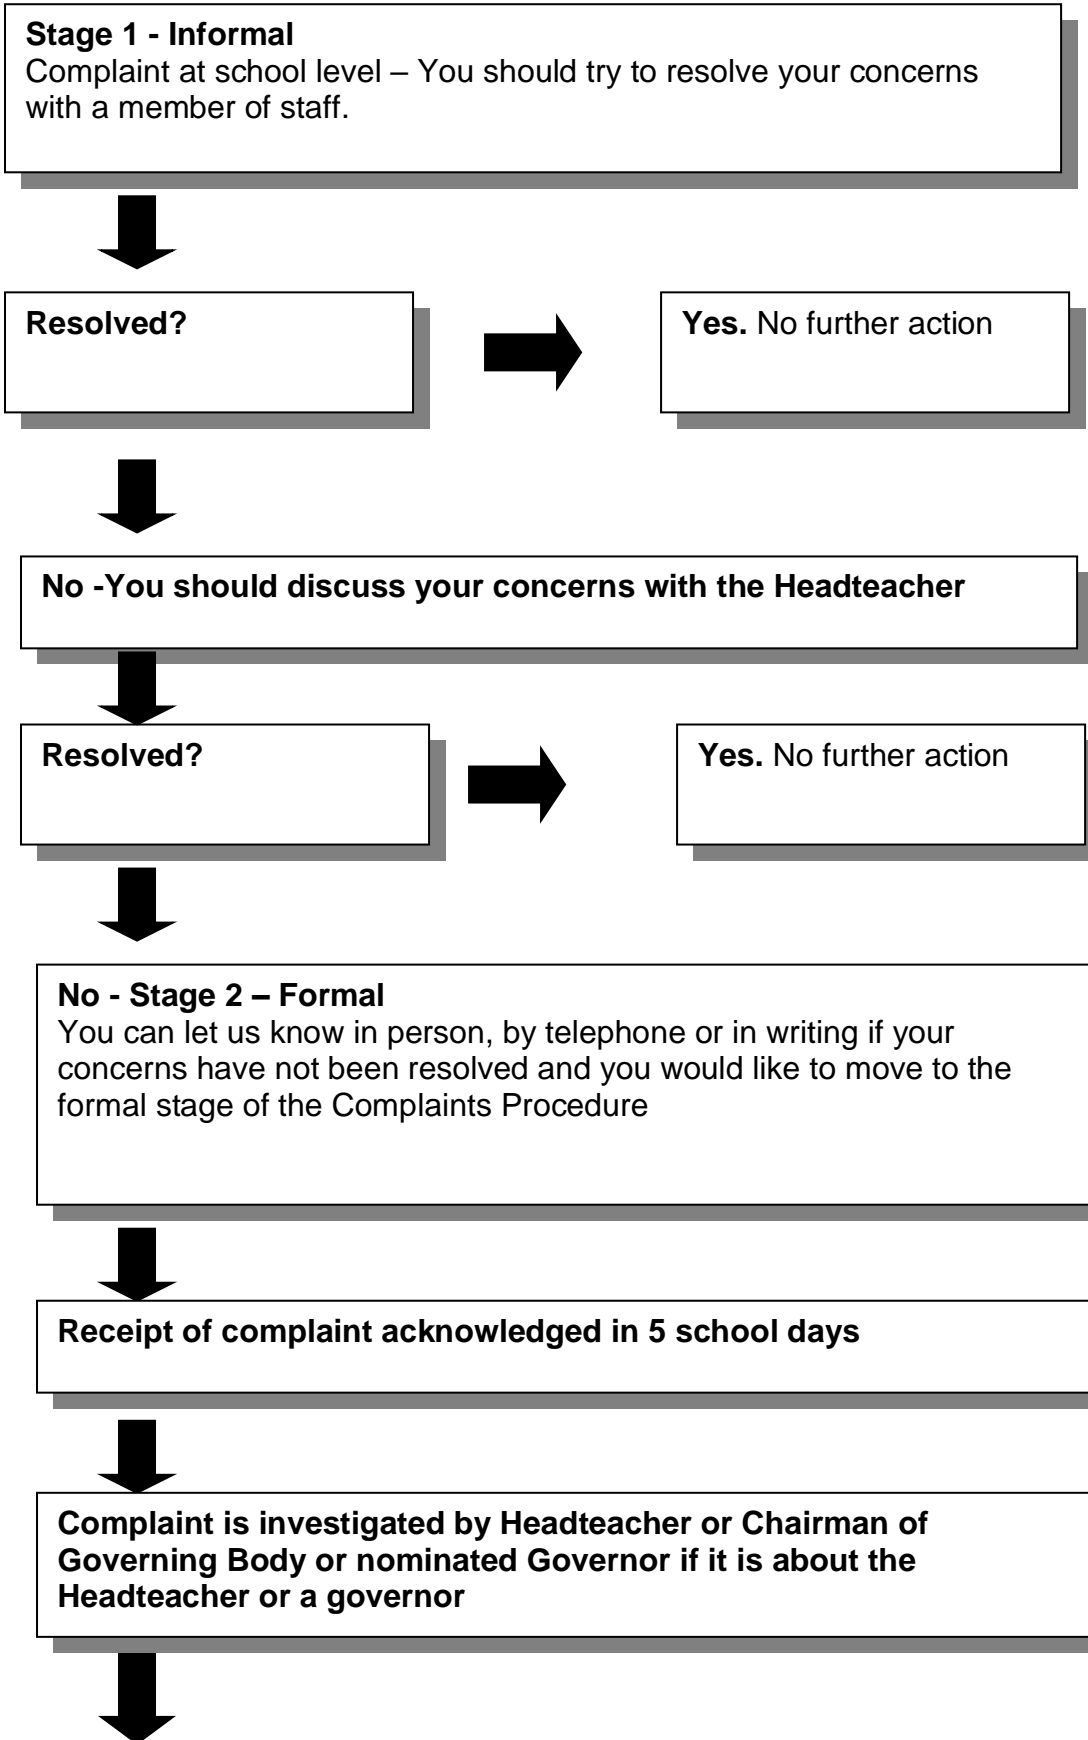 Stage 1 - Informal
Complaint at school level – You should try to resolve your concerns
with a member of staff.
Resolved?
Yes. No further action
No -You should discuss your concerns with the Headteacher
Resolved?
Yes. No further action
No - Stage 2 – Formal
You can let us know in person, by telephone or in writing if your
concerns have not been resolved and you would like to move to the
formal stage of the Complaints Procedure
Receipt of complaint acknowledged in 5 school days
Complaint is investigated by Headteacher or Chairman of
Governing Body or nominated Governor if it is about the
Headteacher or a governor